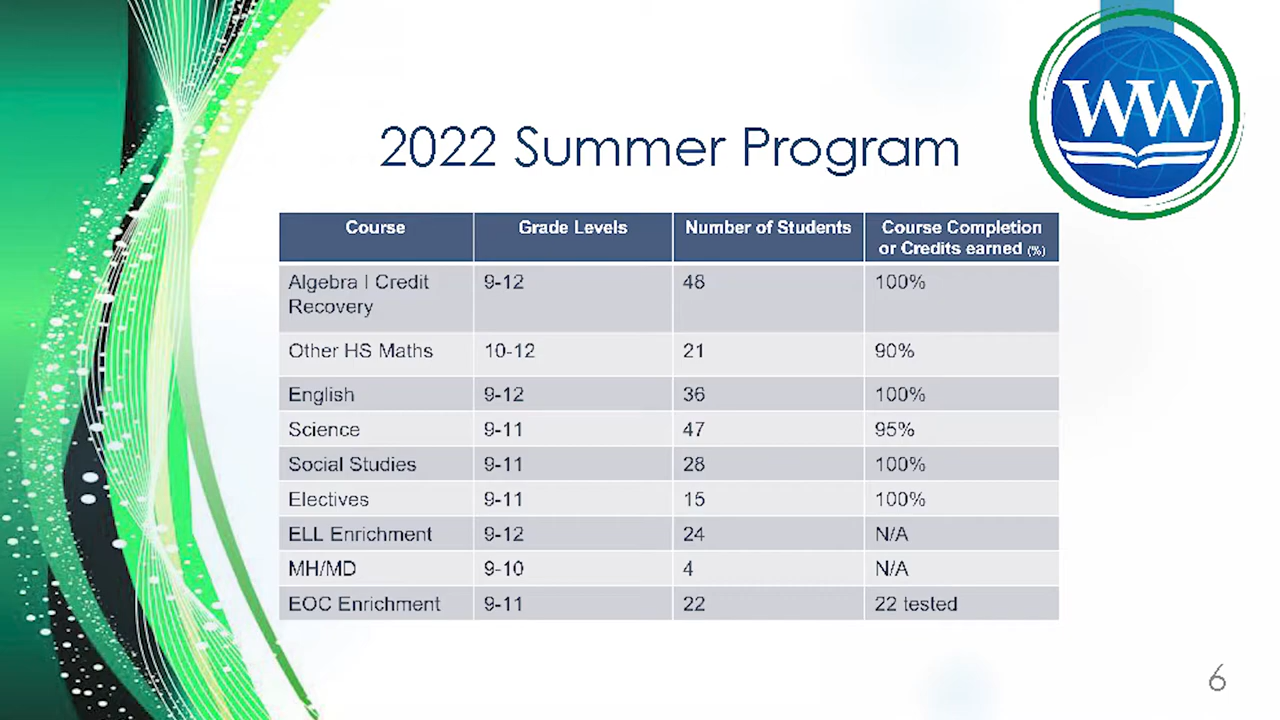 WW
2022 Summer Program
Course Grade Levels Number of Students Course Completion
or Credits earned (%)
Algebra I Credit 9-12 48 100%
Recovery
Other HS Maths 10-12 21 90%
English 9-12 36 100%
Science 9-11 47 95%
Social Studies 9-11 28 100%
Electives 9-11 15 100%
ELL Enrichment 9-12 24 N/A
MH/MD 9-10 4 N/A
EOC Enrichment 9-11 22 22 tested
6